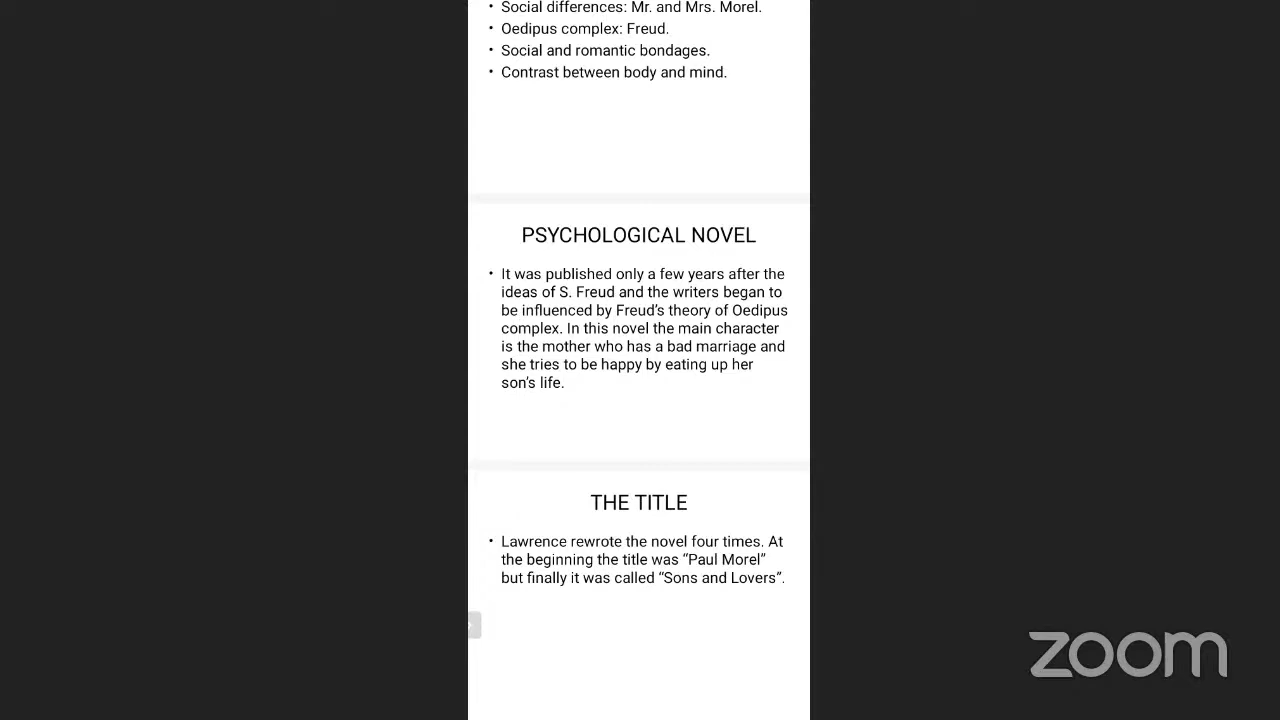 • Social differences: Mr. and Mrs. Morel.
• Oedipus complex: Freud.
• Social and romantic bondages.
• Contrast between body and mind.
PSYCHOLOGICAL NOVEL
• It was published only a few years after the
ideas of S. Freud and the writers began to
be influenced by Freud's theory of Oedipus
complex. In this novel the main character
is the mother who has a bad marriage and
she tries to be happy by eating up her
son's life.
THE TITLE
• Lawrence rewrote the novel four times. At
the beginning the title was “Paul Morel”
but finally it was called “Sons and Lovers”.
zoom